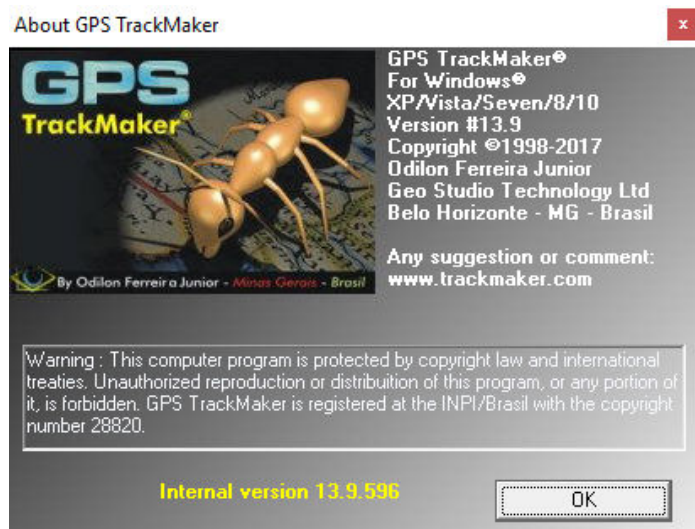 About GPS TrackMaker
x
GPS
TrackMaker®
By Odilon Ferreira Junior - Minas Gerais - Brasil
GPS TrackMaker®
For Windows®
XP/Vista/Seven/8/10
Version #13.9
Copyright ©1998-2017
Odilon Ferreira Junior
Geo Studio Technology Ltd
Belo Horizonte - MG - Brasil
Any suggestion or comment:
www.trackmaker.com
Warning : This computer program is protected by copyright law and international
treaties. Unauthorized reproduction or distribuition of this program, or any portion of
it, is forbidden. GPS TrackMaker is registered at the INPI/Brasil with the copyright
number 28820.
Internal version 13.9.596
OK